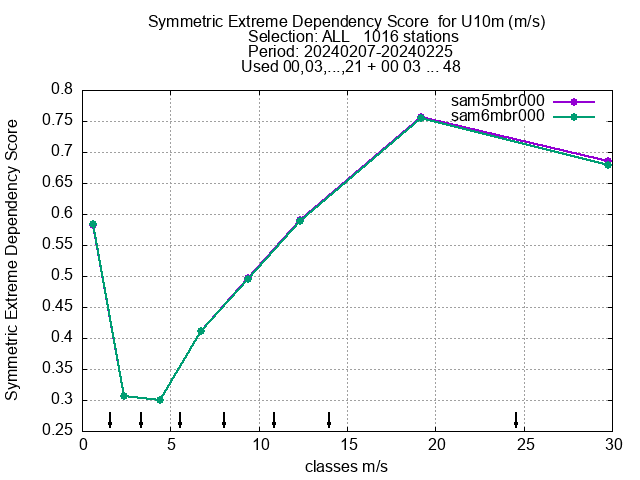 Symmetric Extreme Dependency Score  for U10m (m/s)
Selection: ALL   1016 stations
Period: 20240207-20240225
Used 00,03,...,21 + 00 03 ... 48
sam5mbr000
sam6mbr000
Symmetric Extreme Dependency Score
0.8
0.75
0.7
0.65
0.6
0.55
0.5
0.45
0.4
0.35
0.3
0.25
0 5 10 15 20 25 30
classes m/s